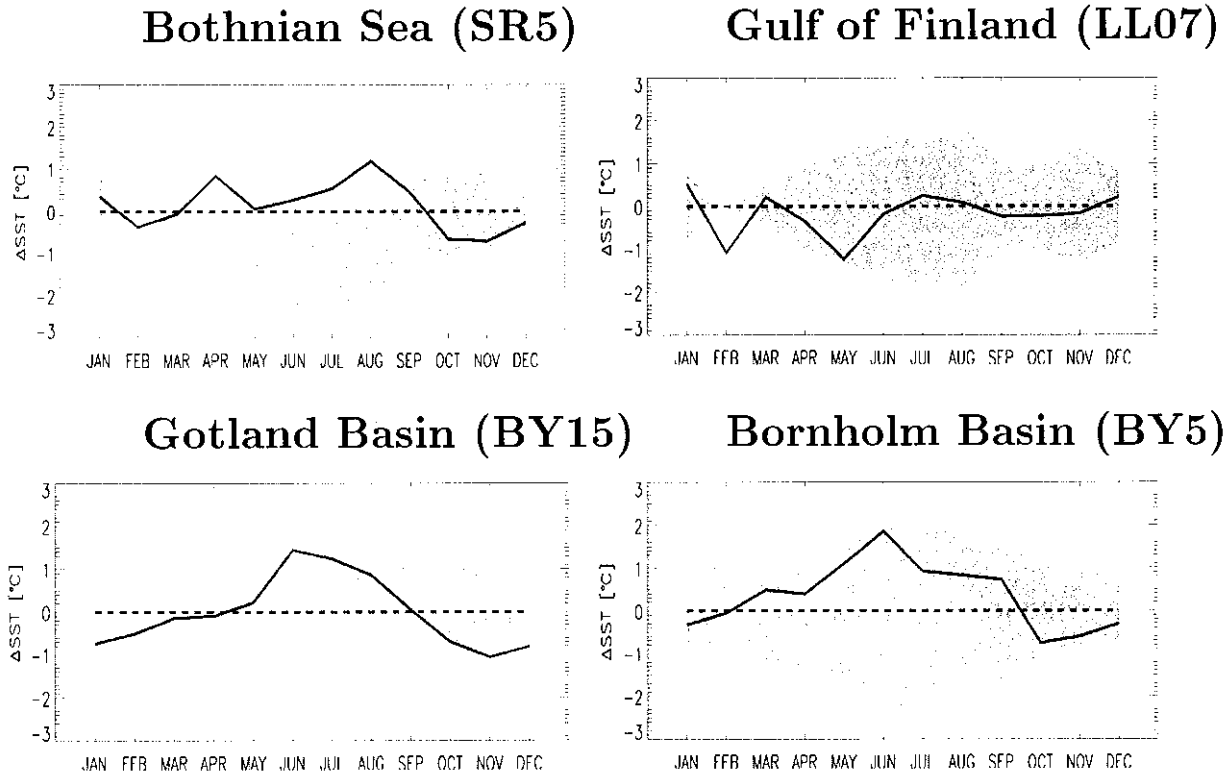 Bothnian Sea (SR5)
ΔSST [°C]
3
2
1
0
-1
-2
-3
JAN FEB MAR APR MAY JUN JUL AUG SEP OCT NOV DEC
Gulf of Finland (LL07)
ΔSST [°C]
3
2
1
0
-1
-2
-3
JAN FEB MAR APR MAY JUN JUL AUG SEP OCT NOV DEC
Gotland Basin (BY15)
ΔSST [°C]
3
2
1
0
-1
-2
-3
JAN FEB MAR APR MAY JUN JUL AUG SEP OCT NOV DEC
Bornholm Basin (BY5)
ΔSST [°C]
3
2
1
0
-1
-2
-3
JAN FEB MAR APR MAY JUN JUL AUG SEP OCT NOV DEC